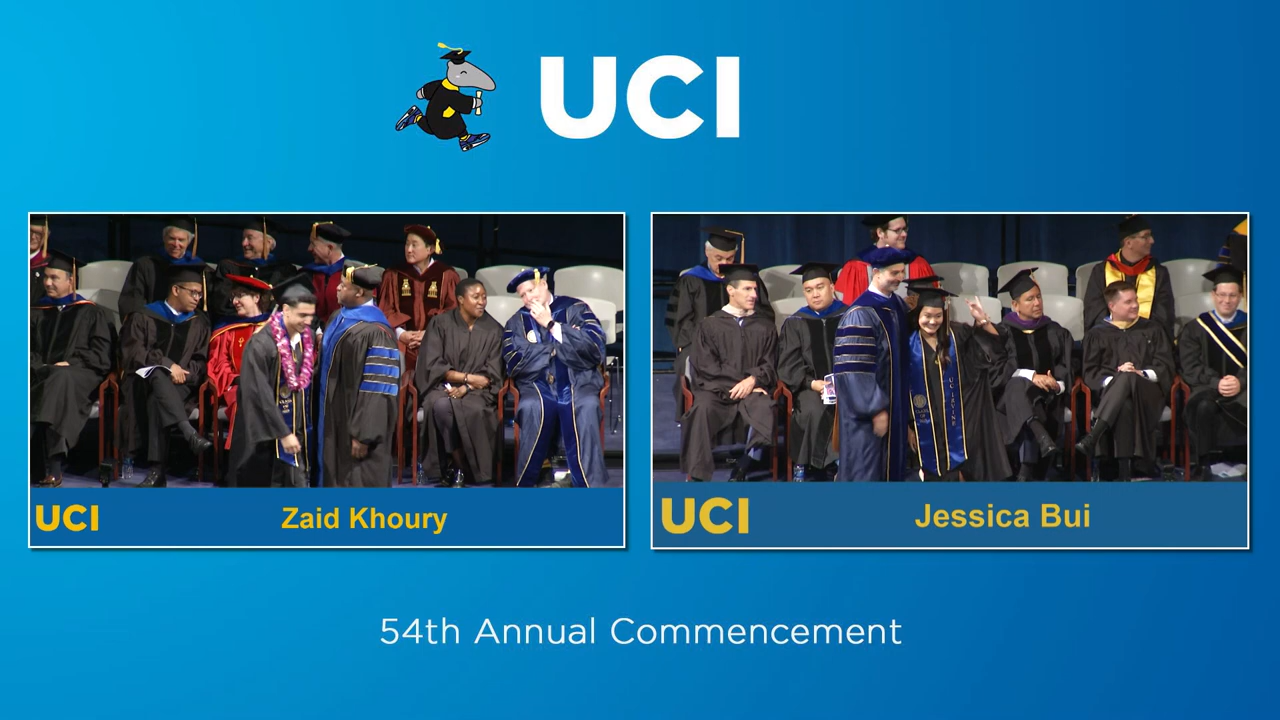 UCI
UCI
Zaid Khoury
UCI
Jessica Bui
54th Annual Commencement